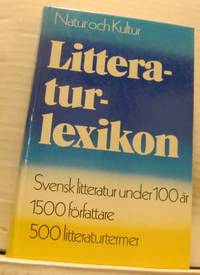 Natur och Kultur
Littera-
tur-
lexikon
Svensk litteratur under 100 år
1500 författare
500 litteraturtermer